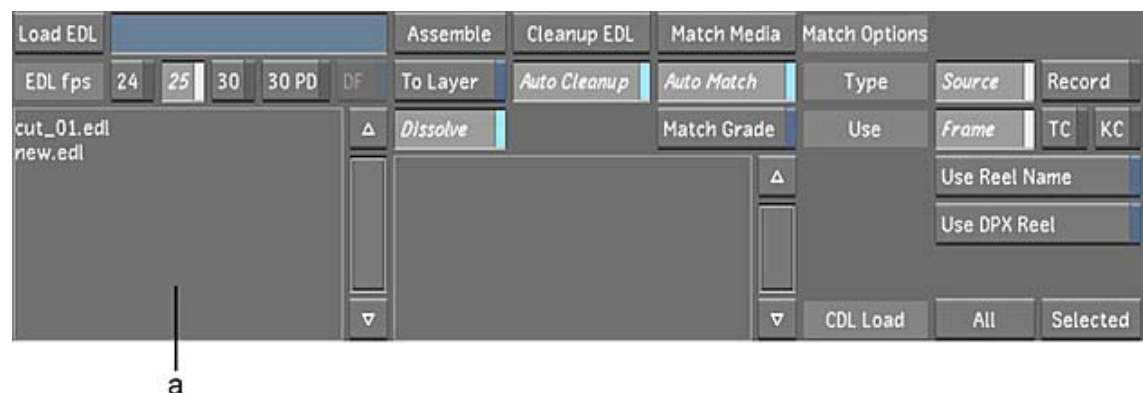 Load EDL Assemble Cleanup EDL Match Media Match Options
EDL fps 24 25 30 30 PD DF To Layer Auto Cleanup Auto Match Type Source Record
cut_01.edl Dissolve Match Grade Use Frame TC KC
new.edl
Use Reel Name
Use DPX Reel
CDL Load All Selected
a